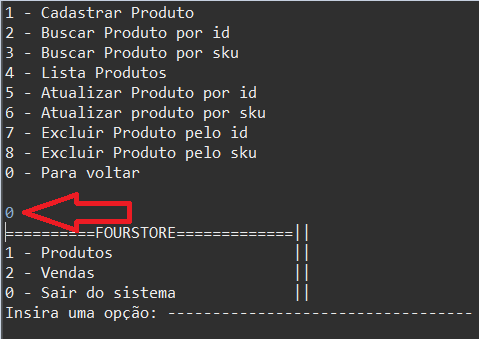 1 - Cadastrar Produto
2 - Buscar Produto por id
3 - Buscar Produto por sku
4 - Lista Produtos
5 - Atualizar Produto por id
6 - Atualizar produto por sku
7 - Excluir Produto pelo id
8 - Excluir Produto pelo sku
0 - Para voltar
0
==========FOURSTORE=============||
1 - Produtos                    ||
2 - Vendas                      ||
0 - Sair do sistema             ||
Insira uma opção: ----------------------------------